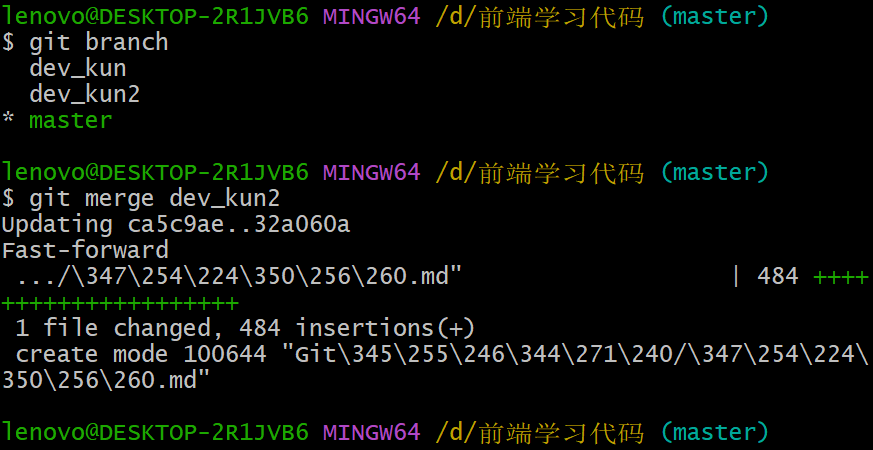 lenovo@DESKTOP-2R1JVB6 MINGW64 /d/前端学习代码 (master)
$ git branch
  dev_kun
  dev_kun2
* master
lenovo@DESKTOP-2R1JVB6 MINGW64 /d/前端学习代码 (master)
$ git merge dev_kun2
Updating ca5c9ae..32a060a
Fast-forward
 .../\347\254\224\350\256\260.md"                   | 484 ++++
+++++++++++++++++
 1 file changed, 484 insertions(+)
 create mode 100644 "Git\345\255\246\344\271\240/\347\254\224\
350\256\260.md"
lenovo@DESKTOP-2R1JVB6 MINGW64 /d/前端学习代码 (master)